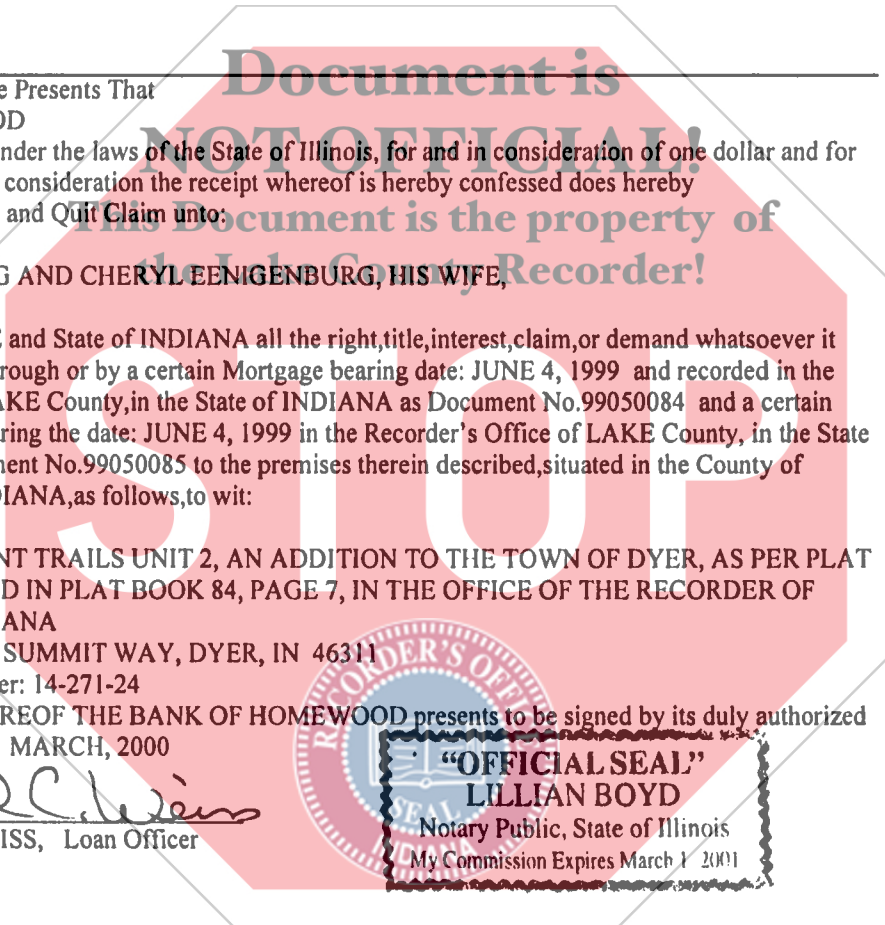 Document is
NOT OFFICIAL!
This Document is the property of
the Lake County Recorder!
STOP
e Presents That
OD
nder the laws of the State of Illinois, for and in consideration of one dollar and for
consideration the receipt whereof is hereby confessed does hereby
and Quit Claim unto:
G AND CHERYL EENIGENBURG, HIS WIFE,
E and State of INDIANA all the right,title,interest,claim,or demand whatsoever it
rough or by a certain Mortgage bearing date: JUNE 4, 1999 and recorded in the
AKE County,in the State of INDIANA as Document No.99050084 and a certain
ring the date: JUNE 4, 1999 in the Recorder's Office of LAKE County, in the State
ment No.99050085 to the premises therein described,situated in the County of
DIANA,as follows,to wit:
NT TRAILS UNIT 2, AN ADDITION TO THE TOWN OF DYER, AS PER PLAT
D IN PLAT BOOK 84, PAGE 7, IN THE OFFICE OF THE RECORDER OF
ANA
SUMMIT WAY, DYER, IN 46311
er: 14-271-24
REOF THE BANK OF HOMEWOOD presents to be signed by its duly authorized
MARCH, 2000
R C. Weiss
ISS, Loan Officer
RECORDER'S OFFICE
SEAL
INDIANA
"OFFICIAL SEAL"
LILLIAN BOYD
Notary Public, State of Illinois
My Commission Expires March 1 2001